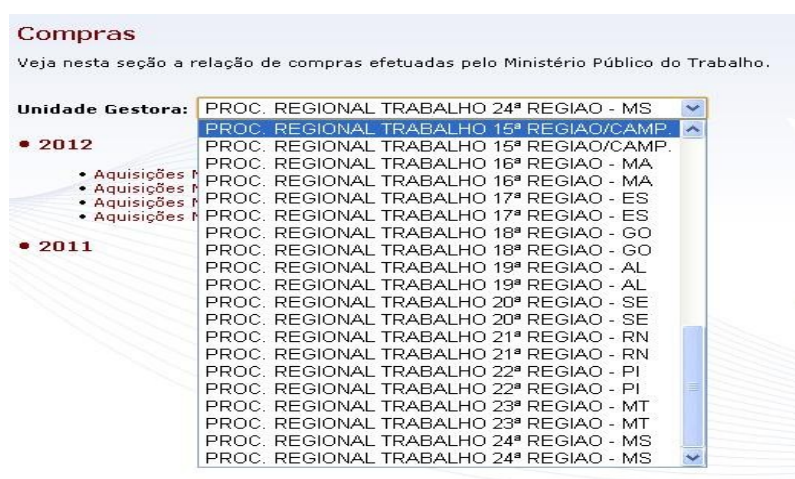 Compras
Veja nesta seção a relação de compras efetuadas pelo Ministério Público do Trabalho.
Unidade Gestora: PROC. REGIONAL TRABALHO 24ª REGIAO - MS
• 2012
• Aquisições
• Aquisições
• Aquisições
• Aquisições
• 2011
PROC. REGIONAL TRABALHO 15ª REGIAO/CAMP.
PROC. REGIONAL TRABALHO 15ª REGIAO/CAMP.
PROC. REGIONAL TRABALHO 16ª REGIAO - MA
PROC. REGIONAL TRABALHO 16ª REGIAO - MA
PROC. REGIONAL TRABALHO 17ª REGIAO - ES
PROC. REGIONAL TRABALHO 17ª REGIAO - ES
PROC. REGIONAL TRABALHO 18ª REGIAO - GO
PROC. REGIONAL TRABALHO 18ª REGIAO - GO
PROC. REGIONAL TRABALHO 19ª REGIAO - AL
PROC. REGIONAL TRABALHO 19ª REGIAO - AL
PROC. REGIONAL TRABALHO 20ª REGIAO - SE
PROC. REGIONAL TRABALHO 20ª REGIAO - SE
PROC. REGIONAL TRABALHO 21ª REGIAO - RN
PROC. REGIONAL TRABALHO 21ª REGIAO - RN
PROC. REGIONAL TRABALHO 22ª REGIAO - PI
PROC. REGIONAL TRABALHO 22ª REGIAO - PI
PROC. REGIONAL TRABALHO 23ª REGIAO - MT
PROC. REGIONAL TRABALHO 23ª REGIAO - MT
PROC. REGIONAL TRABALHO 24ª REGIAO - MS
PROC. REGIONAL TRABALHO 24ª REGIAO - MS